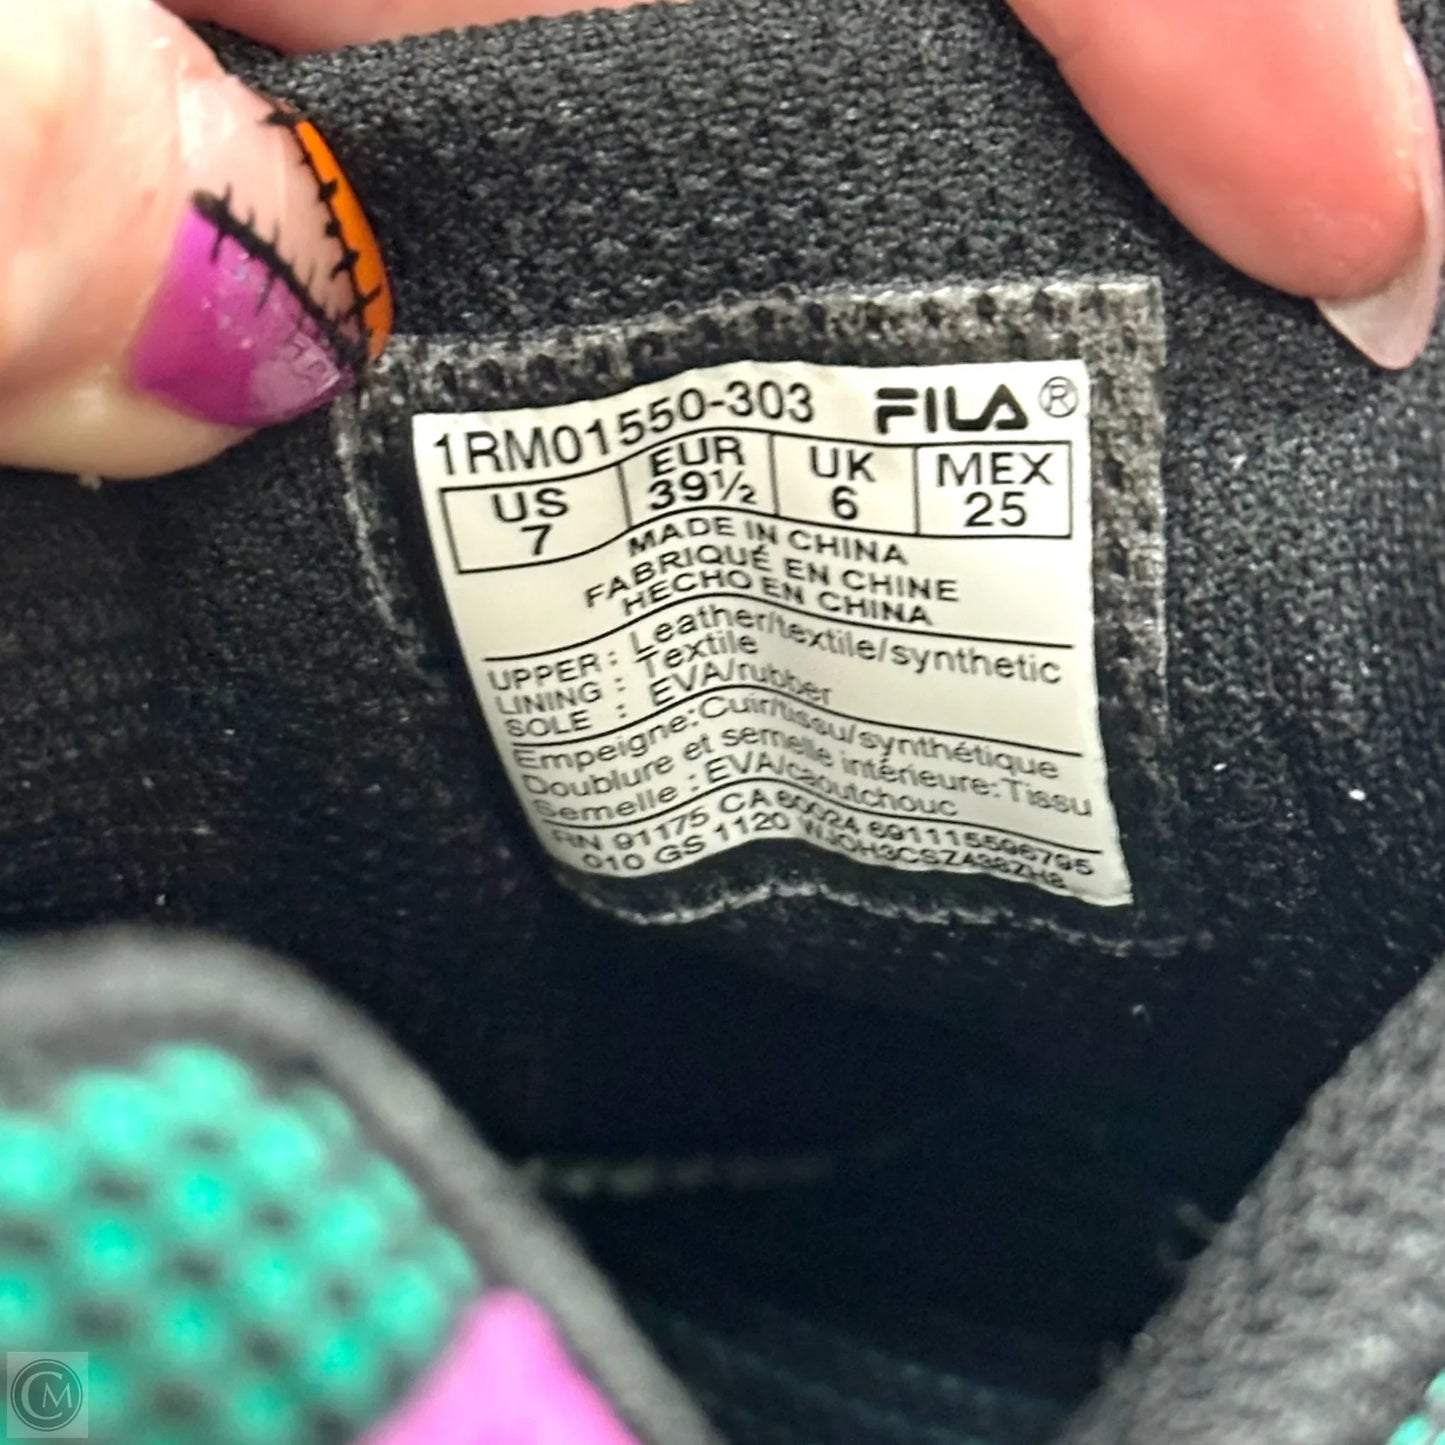 1RM01550-303 FILA®
US EUR UK MEX
7 39½ 6 25
MADE IN CHINA
FABRIQUÉ EN CHINE
HECHO EN CHINA
UPPER: Leather/textile/synthetic
LINING : Textile
SOLE : EVA/rubber
Empeigne:Cuir/tissu/synthétique
Doublure et semelle intérieure:Tissu
Semelle : EVA/caoutchouc
RN 91175 CA 60024 691115596795
010 GS 1120
CM